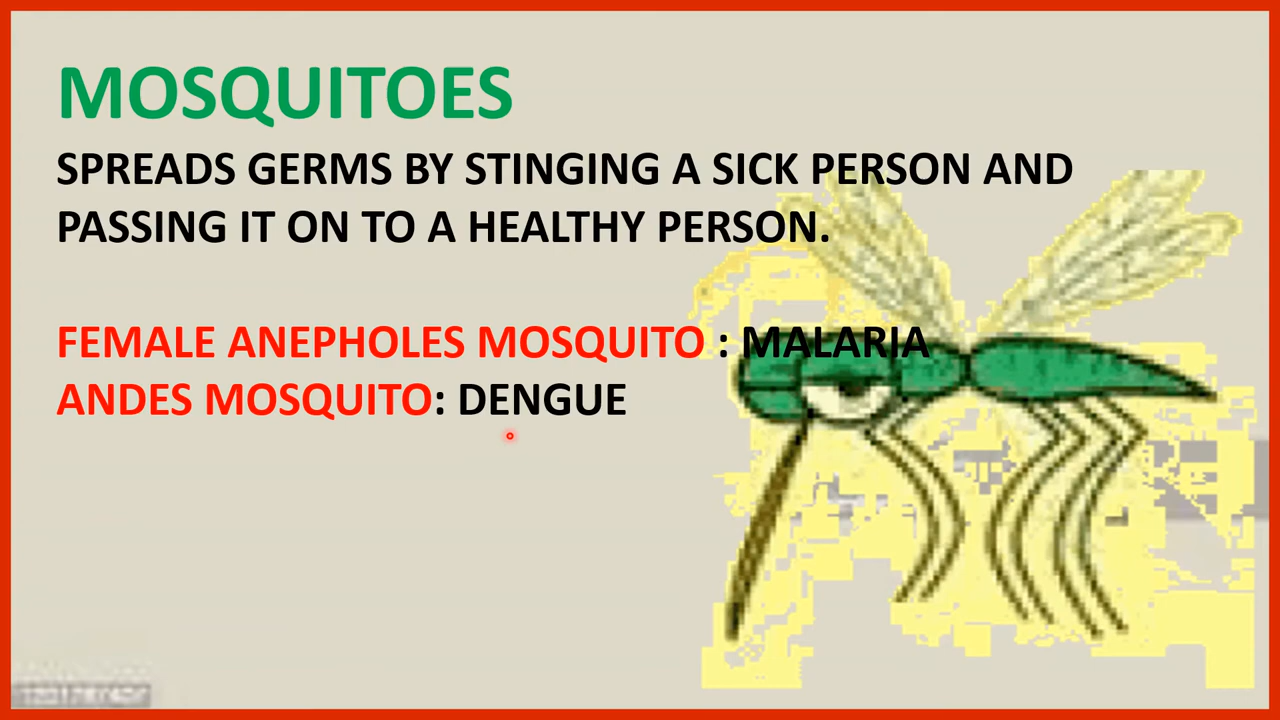 MOSQUITOES
SPREADS GERMS BY STINGING A SICK PERSON AND
PASSING IT ON TO A HEALTHY PERSON.
FEMALE ANEPHOLES MOSQUITO : MALARIA
ANDES MOSQUITO: DENGUE